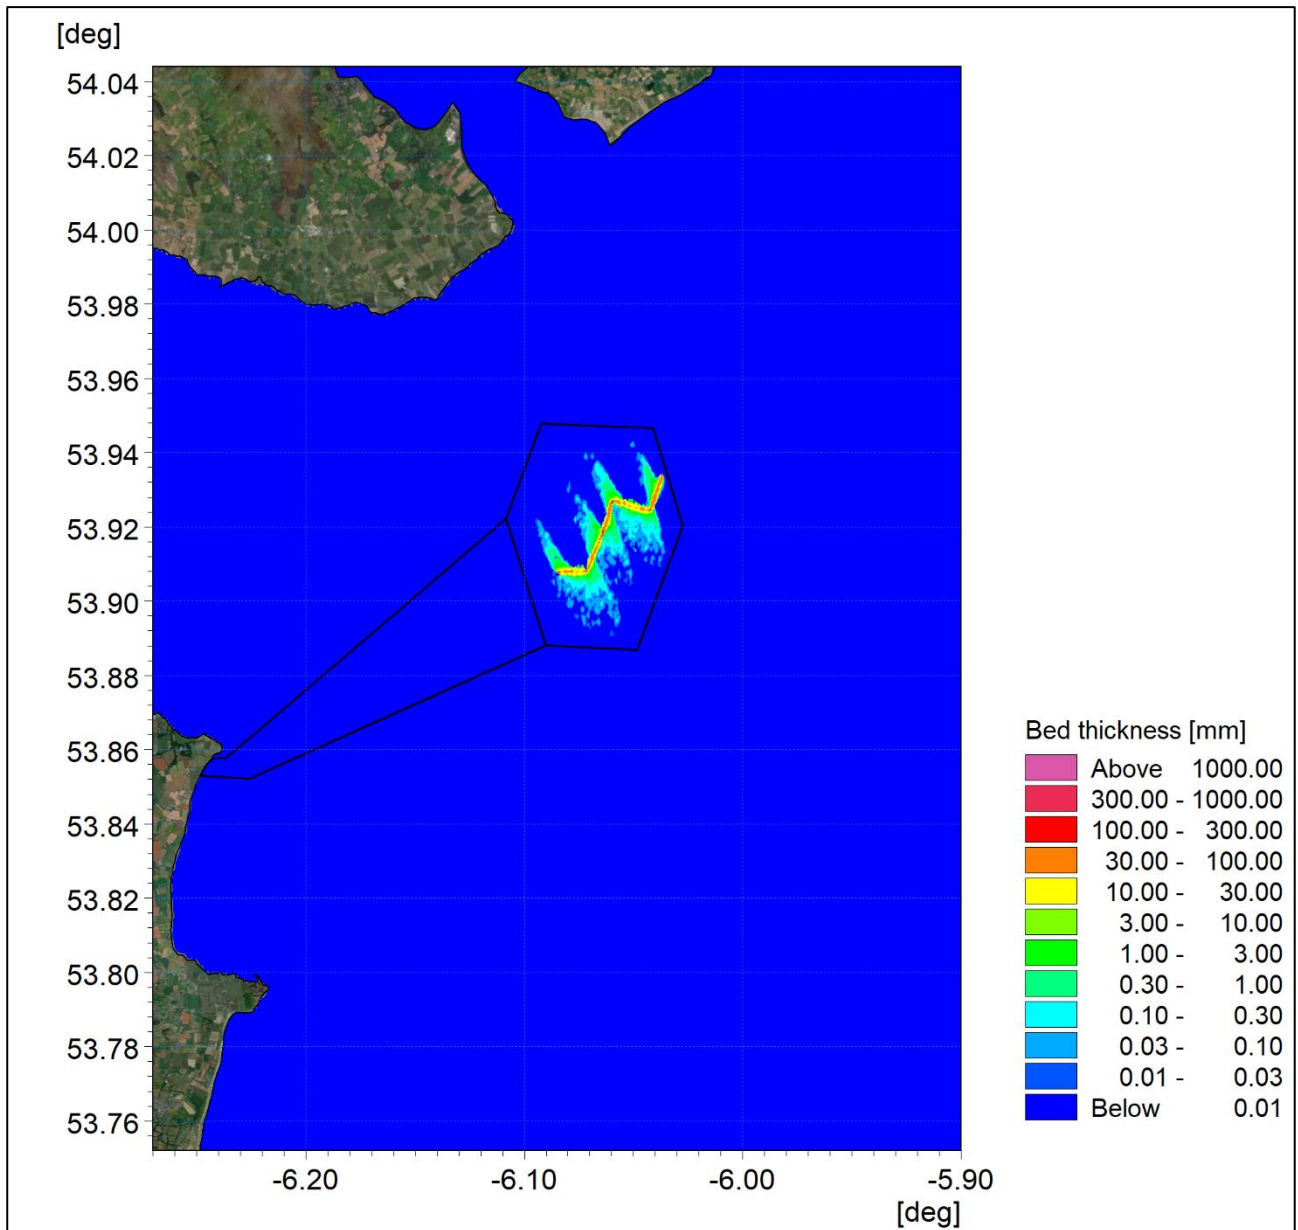 [deg]
54.04
54.02
54.00
53.98
53.96
53.94
53.92
53.90
53.88
53.86
53.84
53.82
53.80
53.78
53.76
-6.20 -6.10 -6.00 -5.90
[deg]
Bed thickness [mm]
Above 1000.00
300.00 - 1000.00
100.00 - 300.00
30.00 - 100.00
10.00 - 30.00
3.00 - 10.00
1.00 - 3.00
0.30 - 1.00
0.10 - 0.30
0.03 - 0.10
0.01 - 0.03
Below 0.01